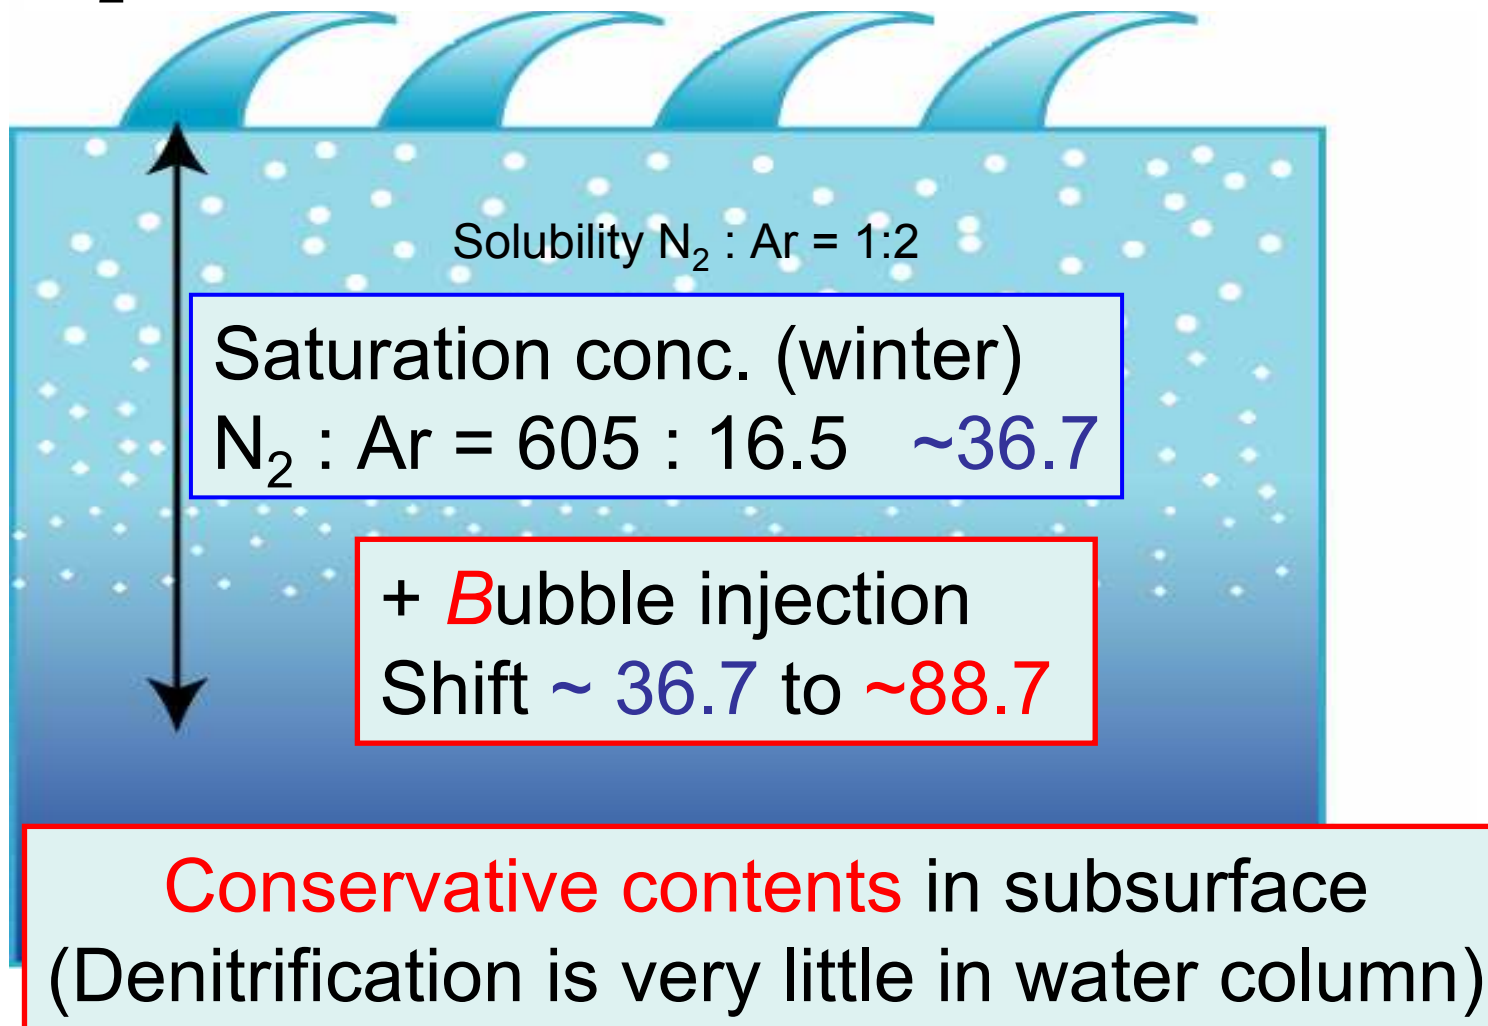 Solubility N₂ : Ar = 1:2
Saturation conc. (winter)
N₂ : Ar = 605 : 16.5 ~36.7
+ Bubble injection
Shift ~ 36.7 to ~88.7
Conservative contents in subsurface
(Denitrification is very little in water column)